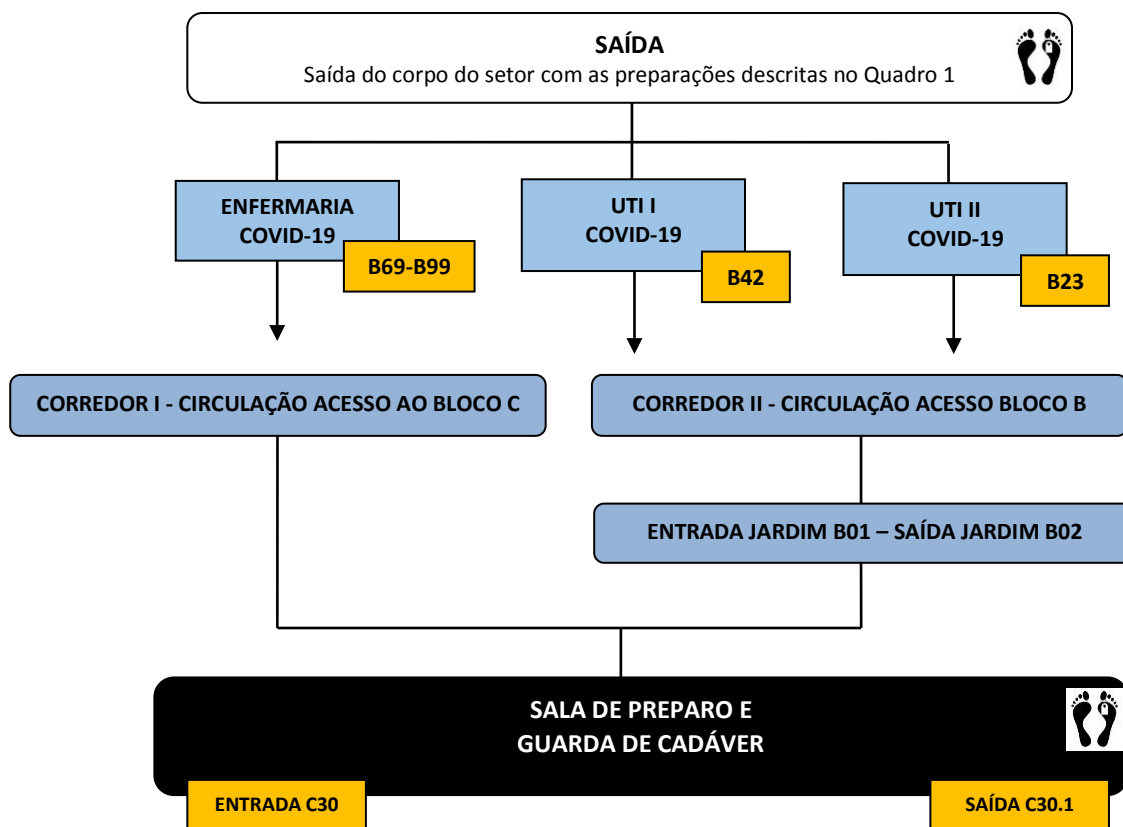 SAÍDA
Saída do corpo do setor com as preparações descritas no Quadro 1
ENFERMARIA
COVID-19
B69-B99
UTI I
COVID-19
B42
UTI II
COVID-19
B23
CORREDOR I - CIRCULAÇÃO ACESSO AO BLOCO C
CORREDOR II - CIRCULAÇÃO ACESSO BLOCO B
ENTRADA JARDIM B01 – SAÍDA JARDIM B02
SALA DE PREPARO E
GUARDA DE CADÁVER
ENTRADA C30
SAÍDA C30.1